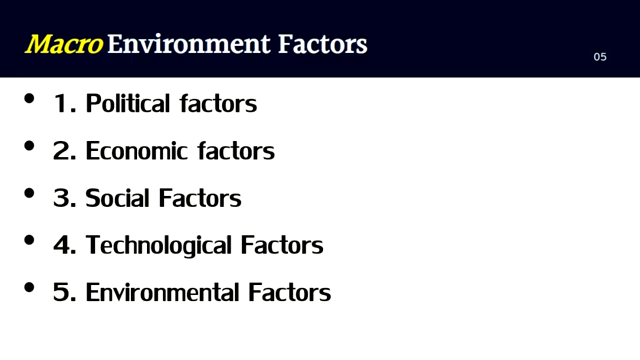 Macro Environment Factors
05
• 1. Political factors
• 2. Economic factors
• 3. Social Factors
• 4. Technological Factors
• 5. Environmental Factors